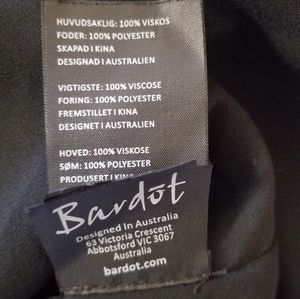 HUVUDSAKLIG: 100% VISKOS
FODER: 100% POLYESTER
SKAPAD I KINA
DESIGNAD I AUSTRALIEN
VIGTIGSTE: 100% VISCOSE
FORING: 100% POLYESTER
FREMSTILLET I KINA
DESIGNET I AUSTRALIEN
HOVED: 100% VISKOSE
SØM: 100% POLYESTER
PRODUSERT I KINA
Bardōt
Designed In Australia
63 Victoria Crescent
Abbotsford VIC 3067
Australia
bardot.com